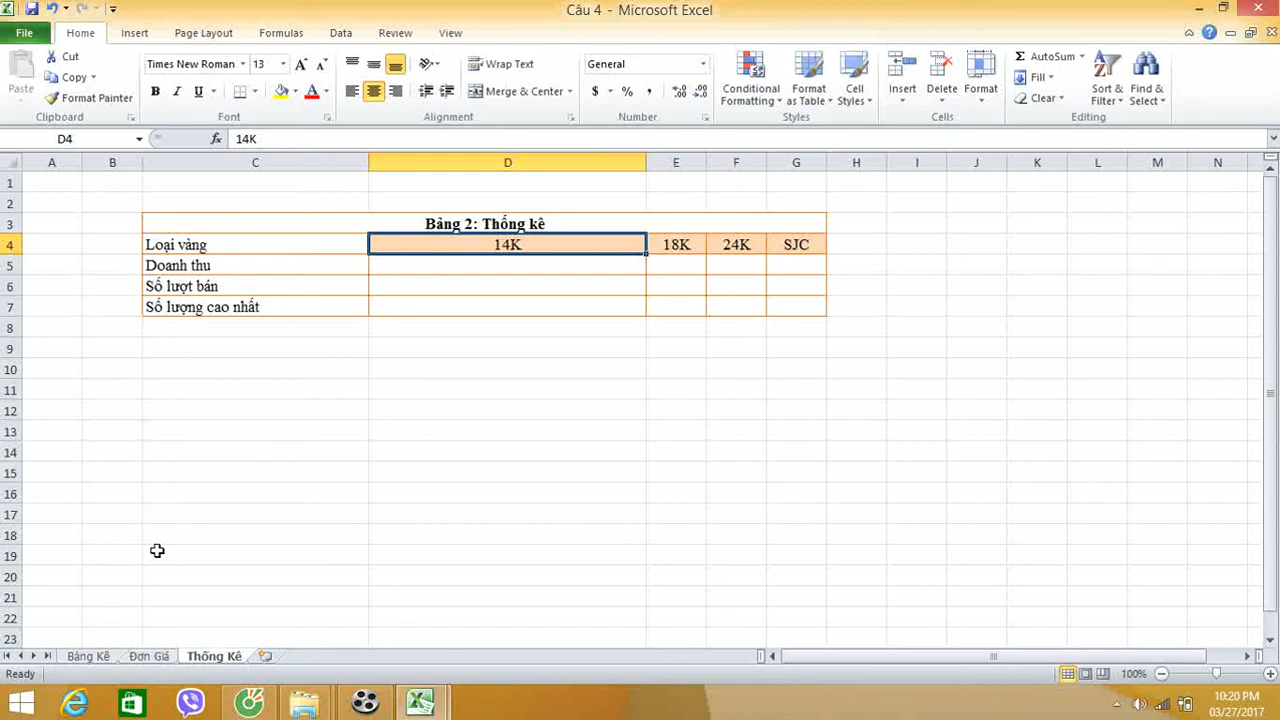 Câu 4 - Microsoft Excel
File Home Insert Page Layout Formulas Data Review View
Paste
Cut
Copy
Format Painter
Clipboard
Times New Roman 13
B I U
Font
Wrap Text
Merge & Center
Alignment
General
$ % ,
Number
Conditional Formatting
Format as Table
Cell Styles
Styles
Insert Delete Format
Cells
AutoSum
Fill
Clear
Sort & Filter
Find & Select
Editing
D4 fx 14K
A B C D E F G H I J K L M N
1
2
3 Bảng 2: Thống kê
4 Loại vàng 14K 18K 24K SJC
5 Doanh thu
6 Số lượt bán
7 Số lượng cao nhất
8
9
10
11
12
13
14
15
16
17
18
19
20
21
22
23
Bảng Kê Đơn Giá Thống Kê
Ready 100%
10:20 PM
03/27/2017